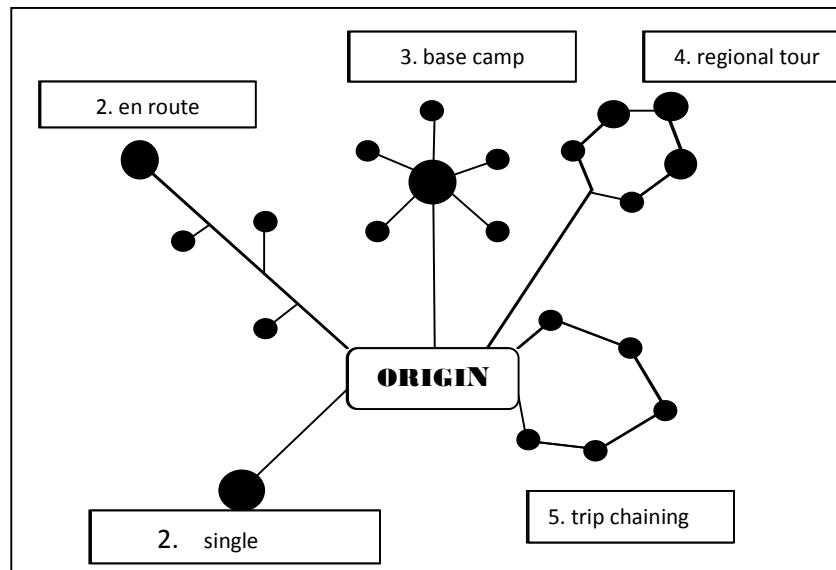 3. base camp
4. regional tour
2. en route
ORIGIN
5. trip chaining
2. single